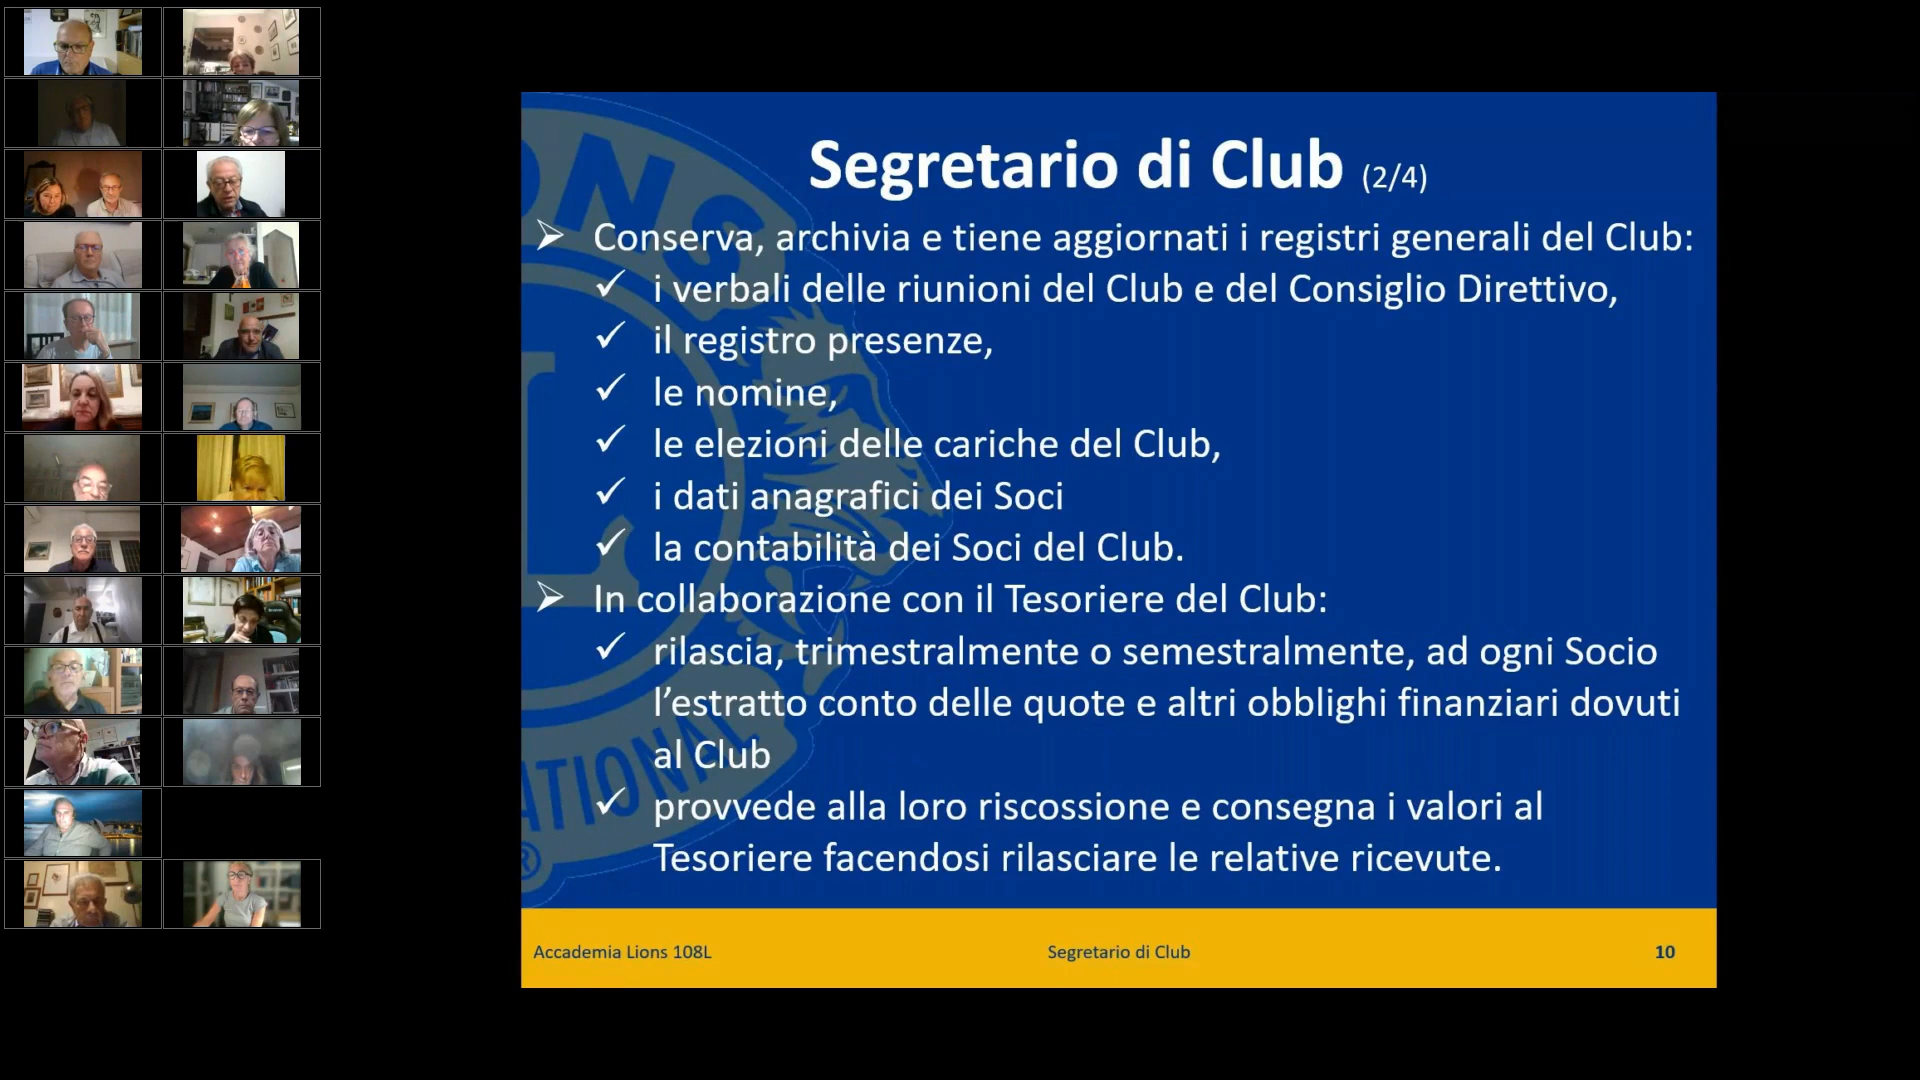 Segretario di Club (2/4)
➢ Conserva, archivia e tiene aggiornati i registri generali del Club:
✓ i verbali delle riunioni del Club e del Consiglio Direttivo,
✓ il registro presenze,
✓ le nomine,
✓ le elezioni delle cariche del Club,
✓ i dati anagrafici dei Soci
✓ la contabilità dei Soci del Club.
➢ In collaborazione con il Tesoriere del Club:
✓ rilascia, trimestralmente o semestralmente, ad ogni Socio
l’estratto conto delle quote e altri obblighi finanziari dovuti
al Club
✓ provvede alla loro riscossione e consegna i valori al
Tesoriere facendosi rilasciare le relative ricevute.
Accademia Lions 108L
Segretario di Club
10